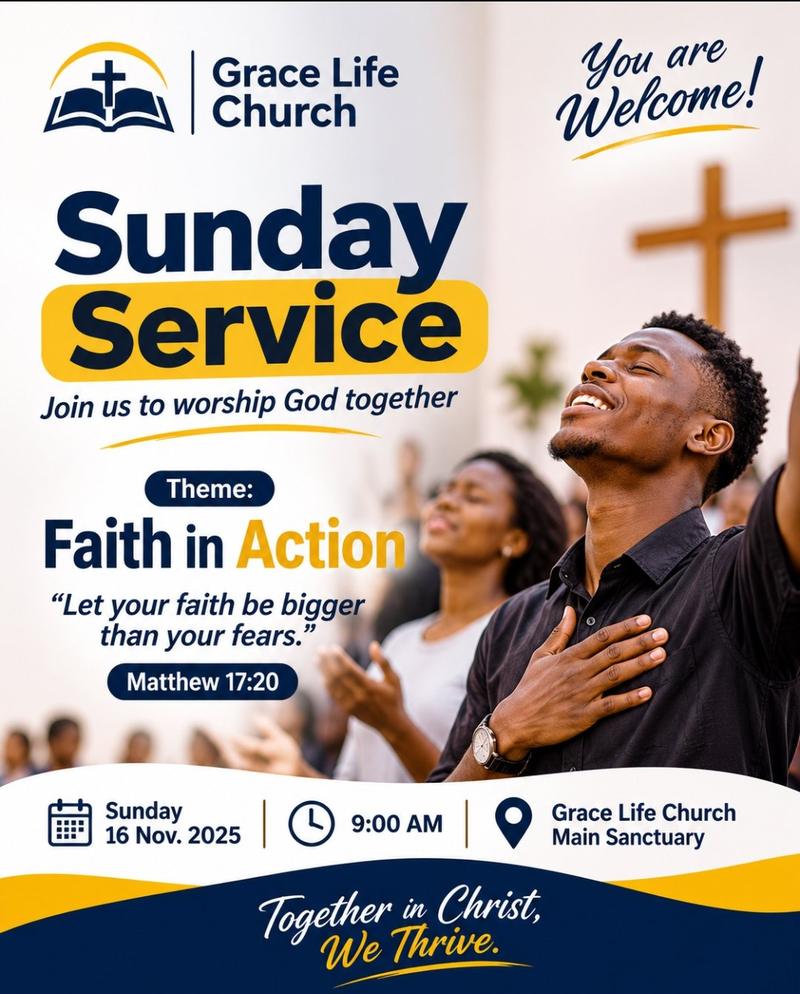 Grace Life
Church
You are
Welcome!
Sunday
Service
Join us to worship God together
Theme:
Faith in Action
“Let your faith be bigger
than your fears.”
Matthew 17:20
Sunday
16 Nov. 2025
9:00 AM
Grace Life Church
Main Sanctuary
Together in Christ,
We Thrive.